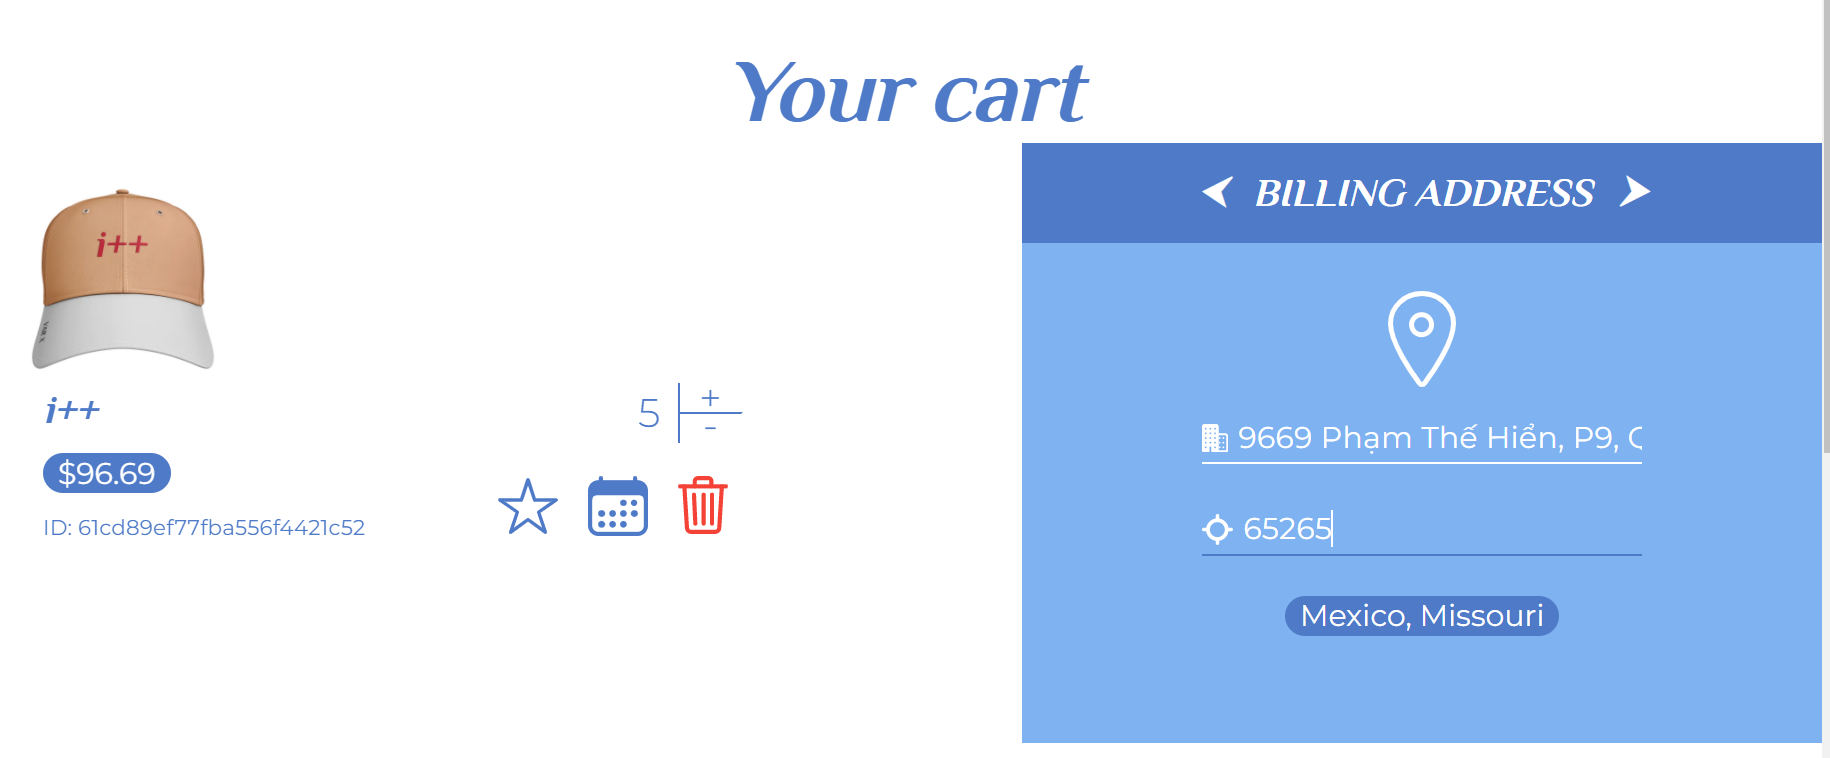 Your cart
i++
i++
$96.69
ID: 61cd89ef77fba556f4421c52
5
+
-
BILLING ADDRESS
9669 Phạm Thế Hiển, P9,
65265
Mexico, Missouri